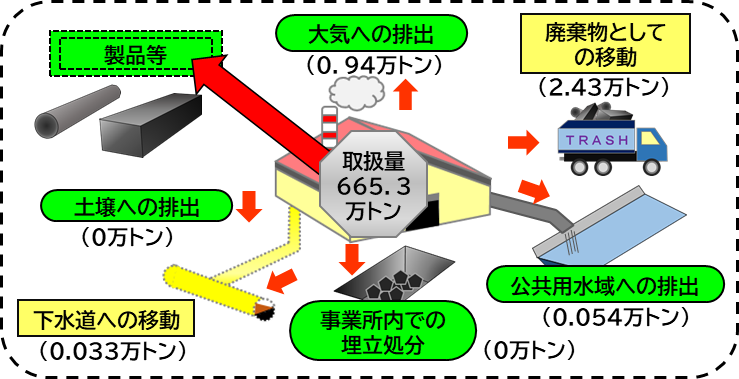 大気への排出
（0.94万トン）
廃棄物として
の移動
（2.43万トン）
製品等
TRASH
取扱量
665.3
万トン
土壌への排出
（0万トン）
公共用水域への排出
（0.054万トン）
下水道への移動
（0.033万トン）
事業所内での
埋立処分
（0万トン）